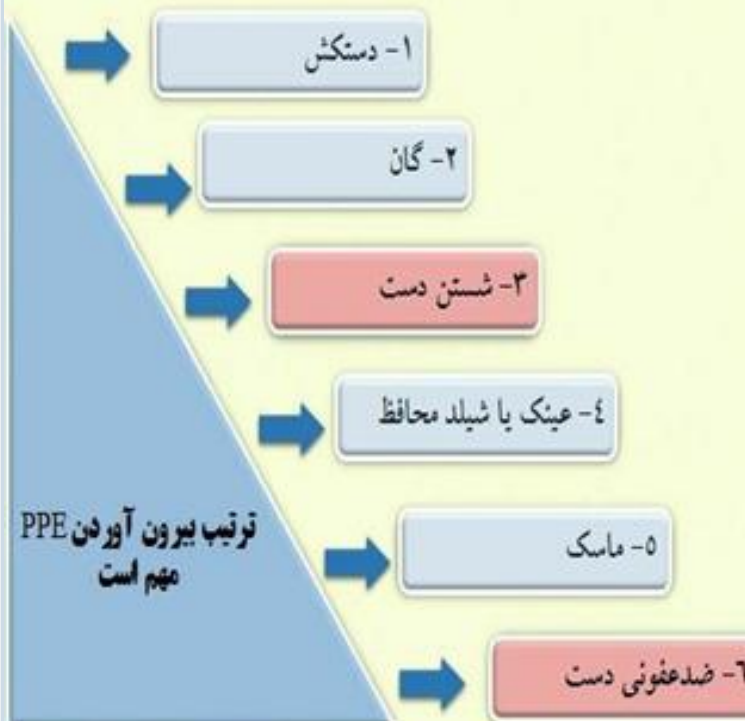 ۱- دستکش
۲- گان
۳- شستن دست
٤- عینک یا شیلد محافظ
٥- ماسک
٦- ضدعفونی دست
ترتیب بیرون آوردن PPE
مهم است